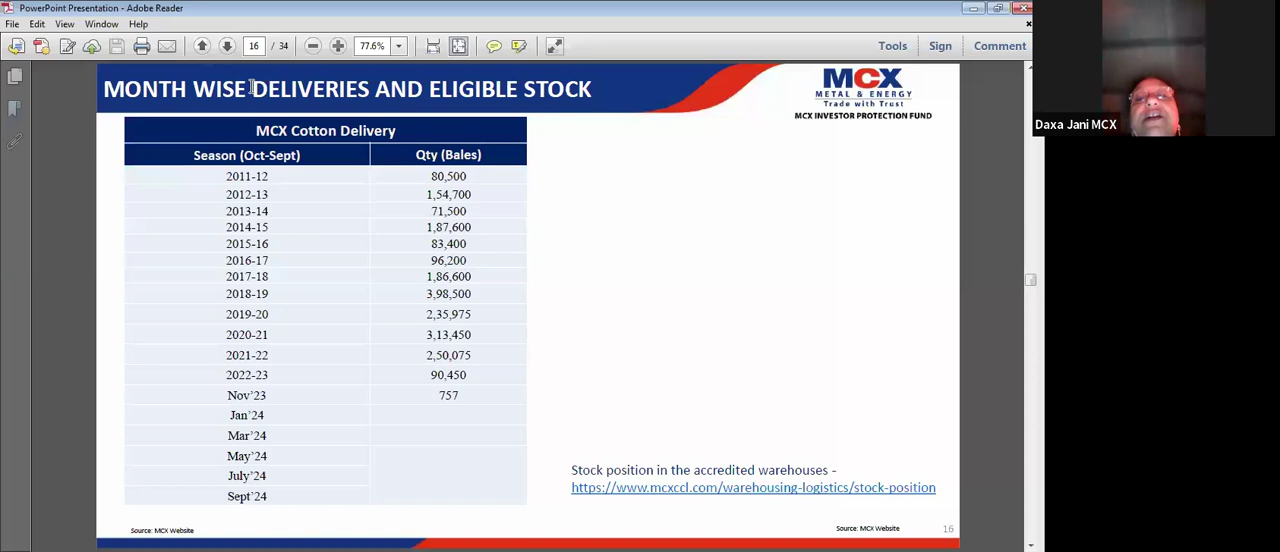 PowerPoint Presentation - Adobe Reader
File Edit View Window Help
16 / 34 77.6% Tools Sign Comment
MONTH WISE DELIVERIES AND ELIGIBLE STOCK
MCX
METAL & ENERGY
Trade with Trust
MCX INVESTOR PROTECTION FUND
Daxa Jani MCX
MCX Cotton Delivery
Season (Oct-Sept) Qty (Bales)
2011-12 80,500
2012-13 1,54,700
2013-14 71,500
2014-15 1,87,600
2015-16 83,400
2016-17 96,200
2017-18 1,86,600
2018-19 3,98,500
2019-20 2,35,975
2020-21 3,13,450
2021-22 2,50,075
2022-23 90,450
Nov’23 757
Jan’24
Mar’24
May’24
July’24
Sept’24
Stock position in the accredited warehouses -
https://www.mcxccl.com/warehousing-logistics/stock-position
Source: MCX Website
Source: MCX Website
16